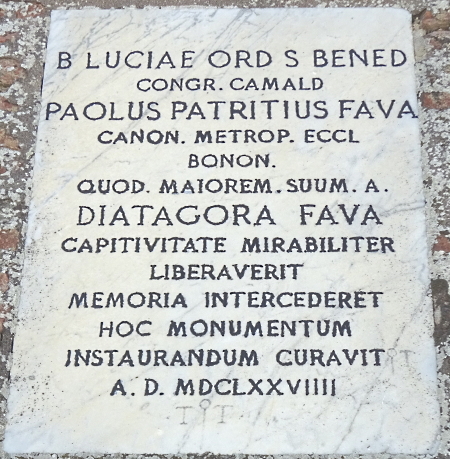 B LUCIAE ORD S BENED
CONGR. CAMALD
PAOLUS PATRITIUS FAVA
CANON. METROP. ECCL
BONON.
QUOD. MAIOREM. SUUM. A.
DIATAGORA FAVA
CAPITIVITATE MIRABILITER
LIBERAVERIT
MEMORIA INTERCEDERET
HOC MONUMENTUM
INSTAURANDUM CURAVIT
A. D. MDCLXXVIIII